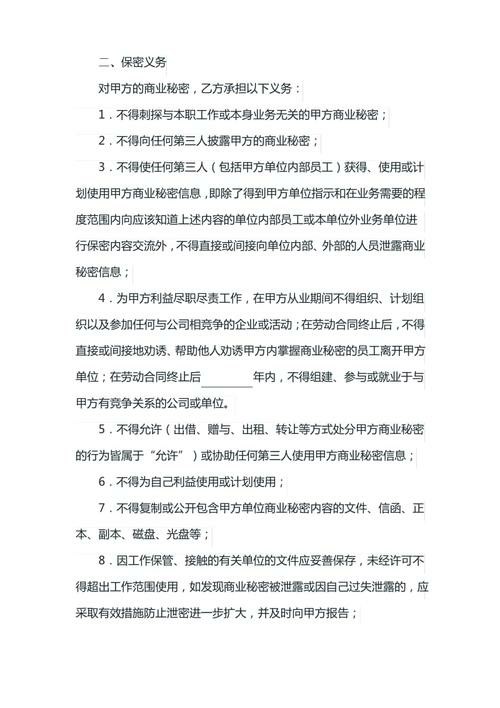 二、保密义务
对甲方的商业秘密，乙方承担以下义务：
1．不得刺探与本职工作或本身业务无关的甲方商业秘密；
2．不得向任何第三人披露甲方的商业秘密；
3．不得使任何第三人（包括甲方单位内部员工）获得、使用或计
划使用甲方商业秘密信息，即除了得到甲方单位指示和在业务需要的程
度范围内向应该知道上述内容的单位内部员工或本单位外业务单位进
行保密内容交流外，不得直接或间接向单位内部、外部的人员泄露商业
秘密信息；
4．为甲方利益尽职尽责工作，在甲方从业期间不得组织、计划组
织以及参加任何与公司相竞争的企业或活动；在劳动合同终止后，不得
直接或间接地劝诱、帮助他人劝诱甲方内掌握商业秘密的员工离开甲方
单位；在劳动合同终止后________年内，不得组建、参与或就业于与
甲方有竞争关系的公司或单位。
5．不得允许（出借、赠与、出租、转让等方式处分甲方商业秘密
的行为皆属于“允许”）或协助任何第三人使用甲方商业秘密信息；
6．不得为自己利益使用或计划使用；
7．不得复制或公开包含甲方单位商业秘密内容的文件、信函、正
本、副本、磁盘、光盘等；
8．因工作保管、接触的有关单位的文件应妥善保存，未经许可不
得超出工作范围使用，如发现商业秘密被泄露或因自己过失泄露的，应
采取有效措施防止泄密进一步扩大，并及时向甲方报告；